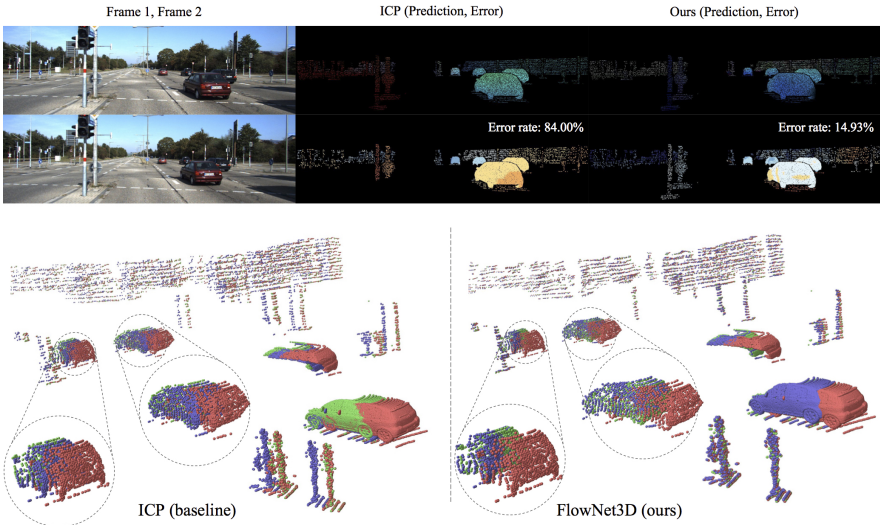 Frame 1, Frame 2
ICP (Prediction, Error)
Ours (Prediction, Error)
Error rate: 84.00%
Error rate: 14.93%
ICP (baseline)
FlowNet3D (ours)